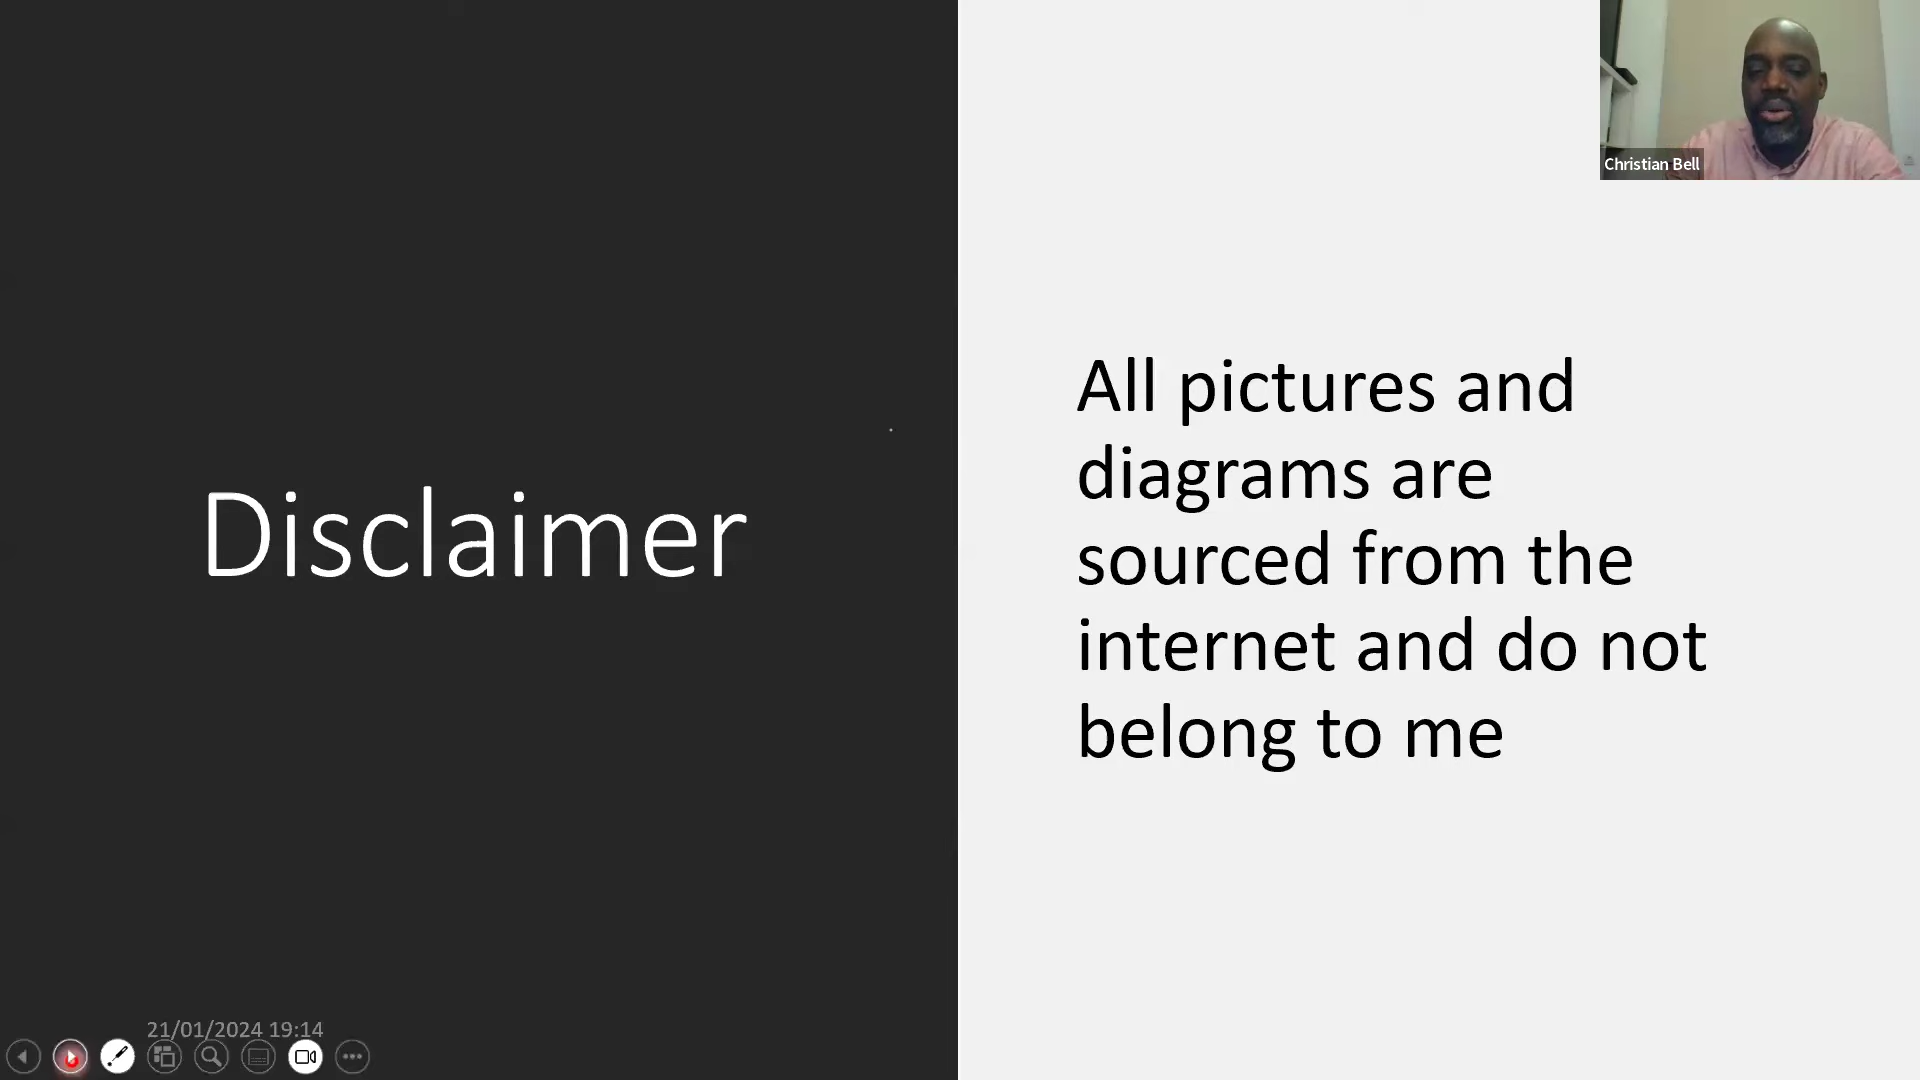 Christian Bell
Disclaimer
All pictures and
diagrams are
sourced from the
internet and do not
belong to me
21/01/2024 19:14